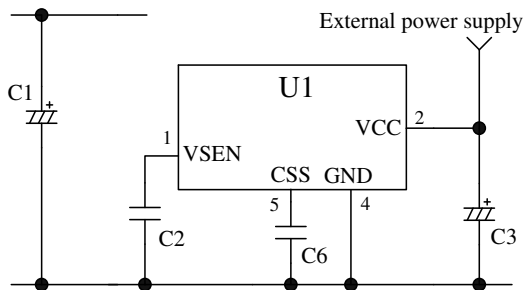 External power supply
C1
+
U1
1
VSEN
VCC
2
CSS
GND
5
4
+
C2
C6
C3